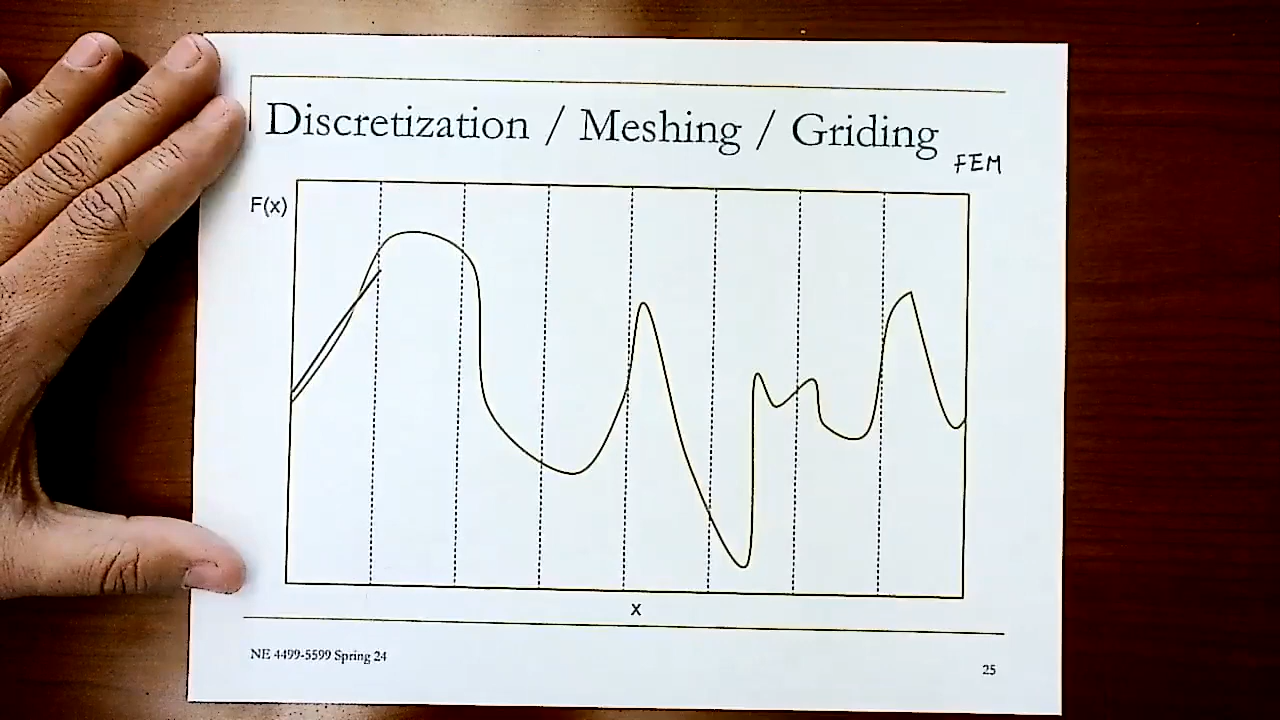 Discretization / Meshing / Griding
FEM
F(x)
x
NE 4499-5599 Spring 24
25